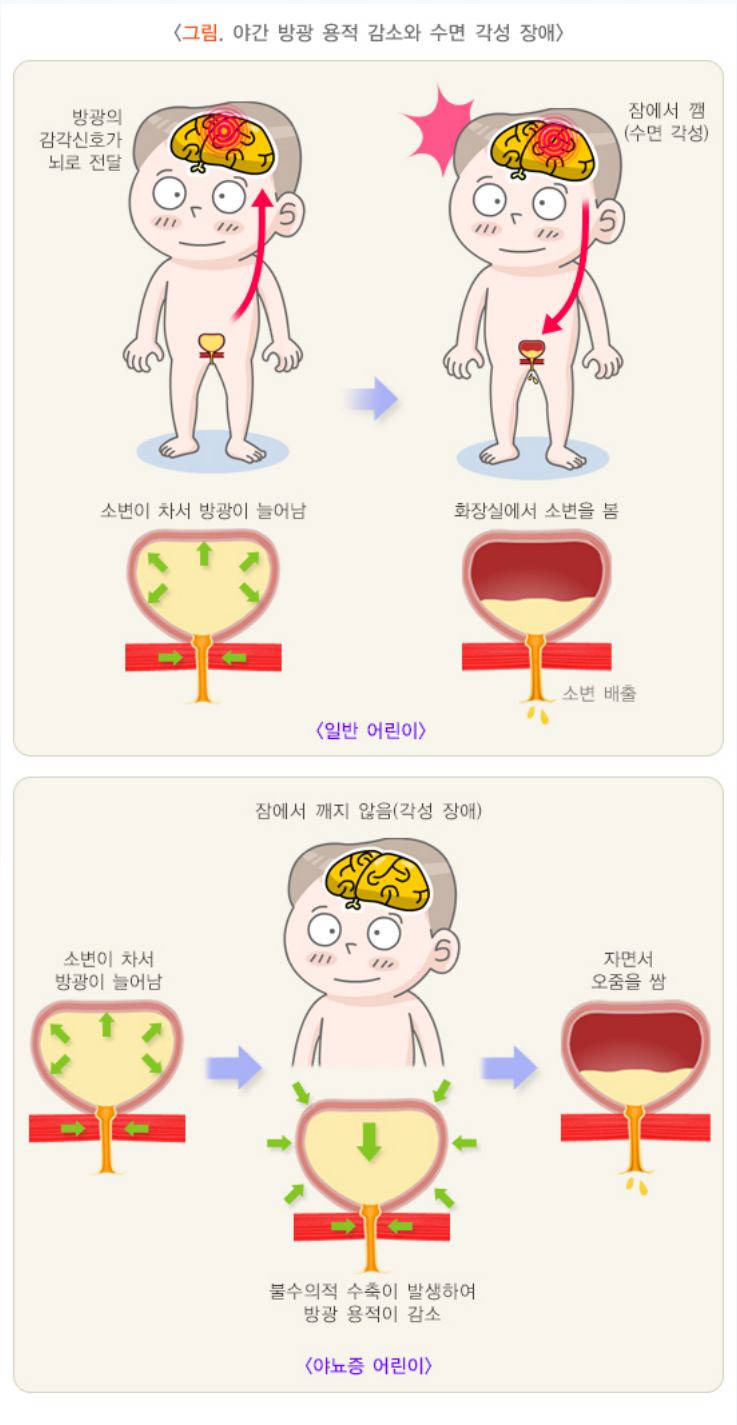 <그림. 야간 방광 용적 감소와 수면 각성 장애>
방광의
감각신호가
뇌로 전달
잠에서 깸
(수면 각성)
소변이 차서 방광이 늘어남
화장실에서 소변을 봄
소변 배출
<일반 어린이>
잠에서 깨지 않음(각성 장애)
소변이 차서
방광이 늘어남
자면서
오줌을 쌈
불수의적 수축이 발생하여
방광 용적이 감소
<야뇨증 어린이>